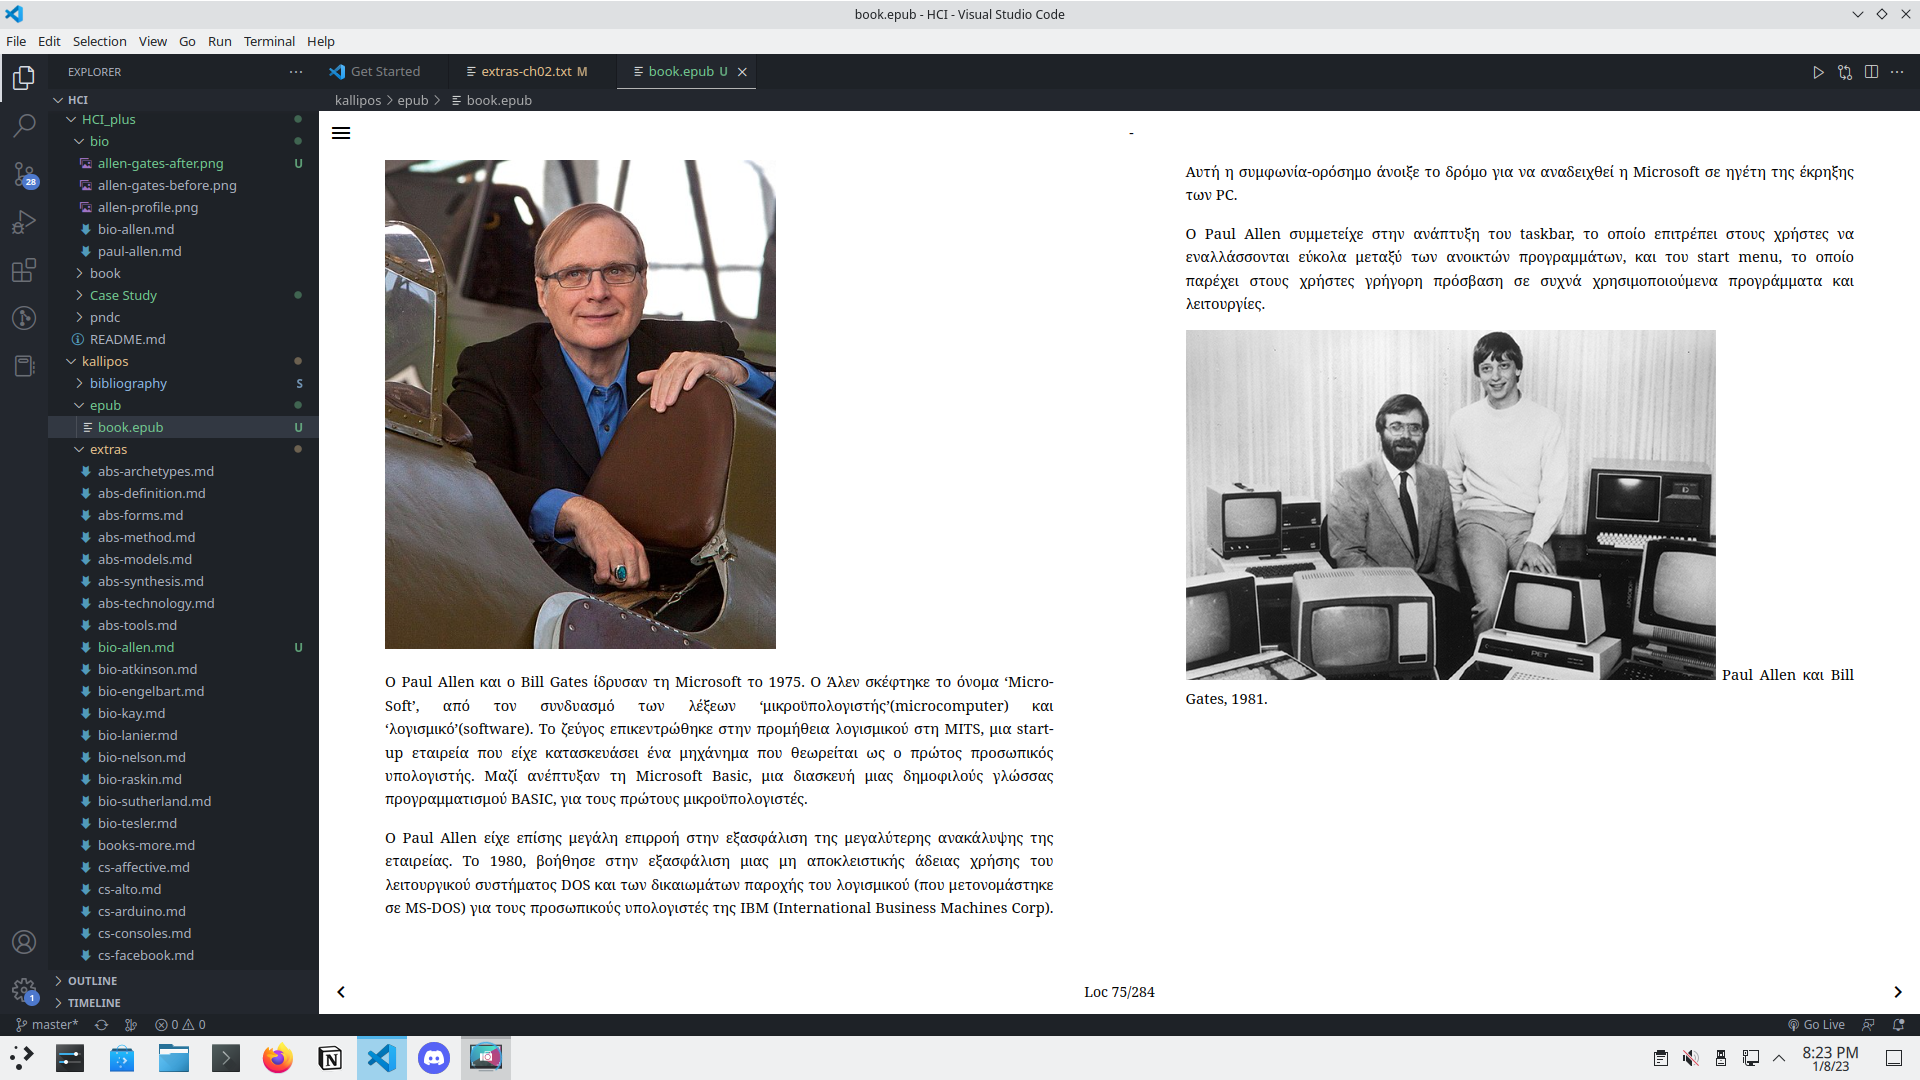 book.epub - HCI - Visual Studio Code
File Edit Selection View Go Run Terminal Help
EXPLORER
HCI
HCI_plus
bio
allen-gates-after.png U
allen-gates-before.png
allen-profile.png
bio-allen.md
paul-allen.md
book
Case Study
pndc
README.md
kallipos
bibliography S
epub
book.epub U
extras
abs-archetypes.md
abs-definition.md
abs-forms.md
abs-method.md
abs-models.md
abs-synthesis.md
abs-technology.md
abs-tools.md
bio-allen.md U
bio-atkinson.md
bio-engelbart.md
bio-kay.md
bio-lanier.md
bio-nelson.md
bio-raskin.md
bio-sutherland.md
bio-tesler.md
books-more.md
cs-affective.md
cs-alto.md
cs-arduino.md
cs-consoles.md
cs-facebook.md
OUTLINE
TIMELINE
28
1
Get Started
extras-ch02.txt M
book.epub U
kallipos > epub > book.epub
-
Ο Paul Allen και ο Bill Gates ίδρυσαν τη Microsoft το 1975. Ο Άλεν σκέφτηκε το όνομα ‘Micro-
Soft’, από τον συνδυασμό των λέξεων ‘μικροϋπολογιστής’(microcomputer) και
‘λογισμικό’(software). Το ζεύγος επικεντρώθηκε στην προμήθεια λογισμικού στη MITS, μια start-
up εταιρεία που είχε κατασκευάσει ένα μηχάνημα που θεωρείται ως ο πρώτος προσωπικός
υπολογιστής. Μαζί ανέπτυξαν τη Microsoft Basic, μια διασκευή μιας δημοφιλούς γλώσσας
προγραμματισμού BASIC, για τους πρώτους μικροϋπολογιστές.
Ο Paul Allen είχε επίσης μεγάλη επιρροή στην εξασφάλιση της μεγαλύτερης ανακάλυψης της
εταιρείας. Το 1980, βοήθησε στην εξασφάλιση μιας μη αποκλειστικής άδειας χρήσης του
λειτουργικού συστήματος DOS και των δικαιωμάτων παροχής του λογισμικού (που μετονομάστηκε
σε MS-DOS) για τους προσωπικούς υπολογιστές της IBM (International Business Machines Corp).
Αυτή η συμφωνία-ορόσημο άνοιξε το δρόμο για να αναδειχθεί η Microsoft σε ηγέτη της έκρηξης
των PC.
Ο Paul Allen συμμετείχε στην ανάπτυξη του taskbar, το οποίο επιτρέπει στους χρήστες να
εναλλάσσονται εύκολα μεταξύ των ανοικτών προγραμμάτων, και του start menu, το οποίο
παρέχει στους χρήστες γρήγορη πρόσβαση σε συχνά χρησιμοποιούμενα προγράμματα και
λειτουργίες.
PET
Paul Allen και Bill
Gates, 1981.
Loc 75/284
master* 0 0
Go Live
8:23 PM
1/8/23